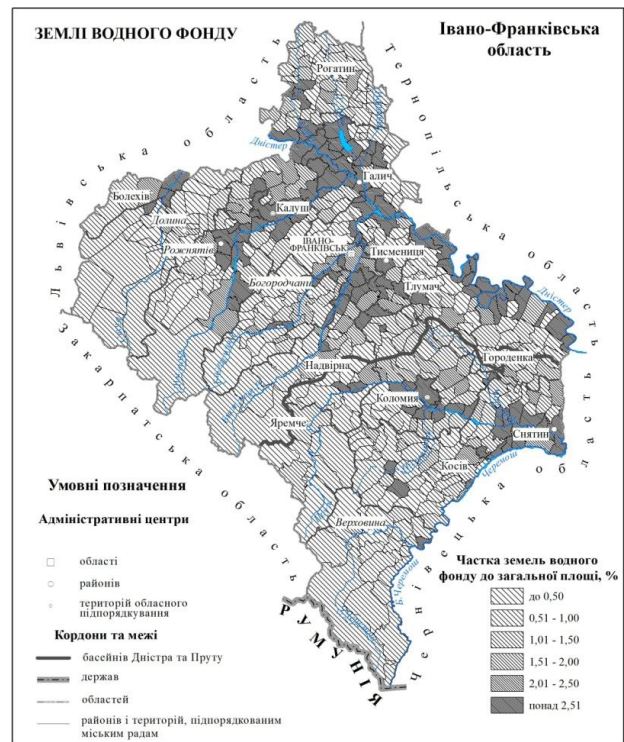 ЗЕМЛІ ВОДНОГО ФОНДУ
Івано-Франківська
область
Львівська область
Тернопільська область
Закарпатська область
Чернівецька область
РУМУНІЯ
Рогатин
Дністер
Галич
Болехів
Долина
Калуш
Рожнятів
ІВАНО-
ФРАНКІВСЬК
Тисмениця
Богородчани
Тлумач
Дністер
Городенка
Надвірна
Коломия
Яремче
Снятин
Косів
Черемош
Верховина
Б. Черемош
Умовні позначення
Адміністративні центри
області
районів
територій обласного
підпорядкування
Кордони та межі
басейнів Дністра та Пруту
держав
областей
районів і територій, підпорядкованим
міським радам
Частка земель водного
фонду до загальної площі, %
до 0,50
0,51 - 1,00
1,01 - 1,50
1,51 - 2,00
2,01 - 2,50
понад 2,51